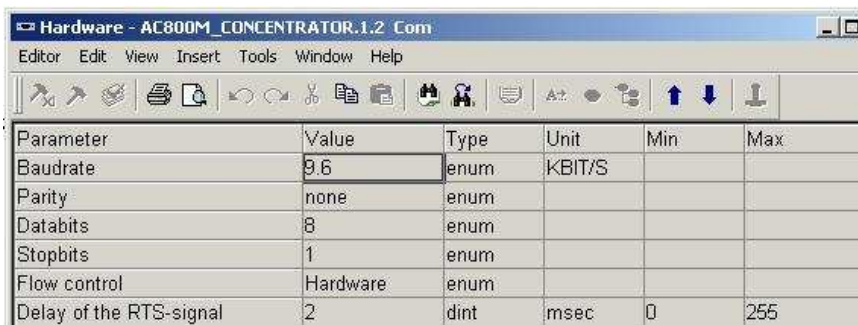 Hardware - AC800M_CONCENTRATOR.1.2 Com
Editor Edit View Insert Tools Window Help
Parameter Value Type Unit Min Max
Baudrate 9.6 enum KBIT/S
Parity none enum
Databits 8 enum
Stopbits 1 enum
Flow control Hardware enum
Delay of the RTS-signal 2 dint msec 0 255